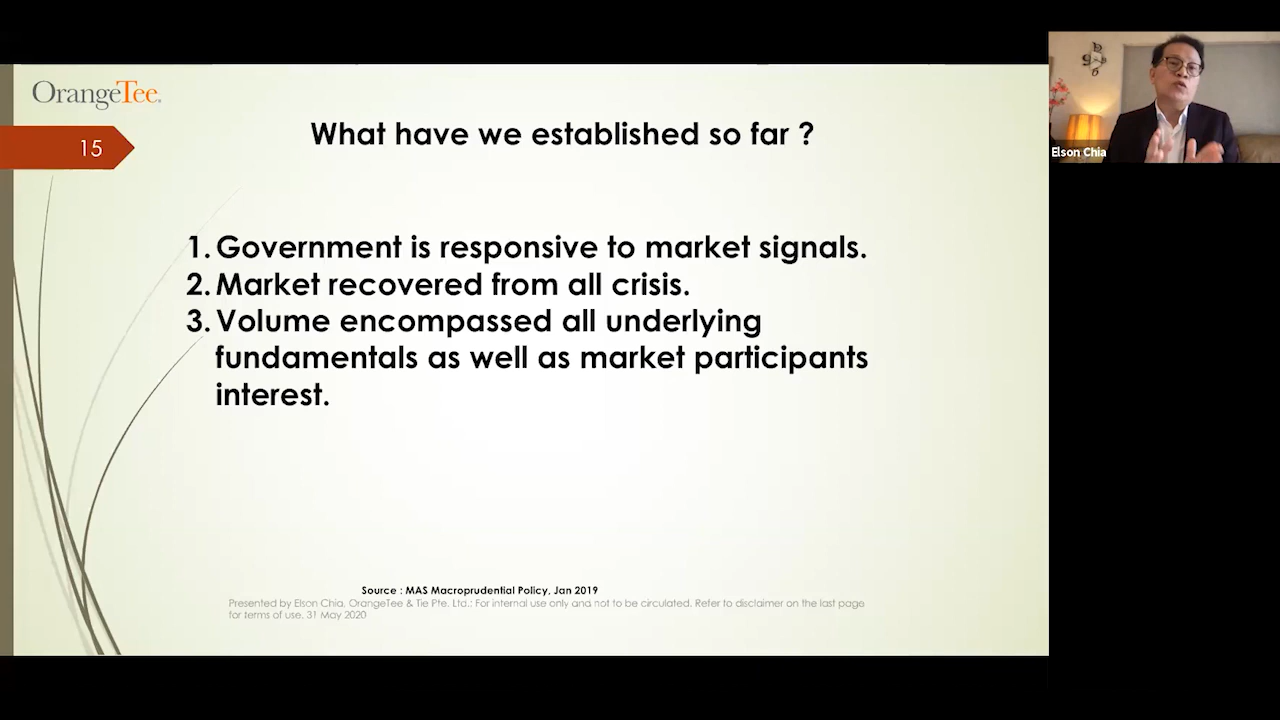 OrangeTee
15
What have we established so far ?
1. Government is responsive to market signals.
2. Market recovered from all crisis.
3. Volume encompassed all underlying
fundamentals as well as market participants
interest.
Source : MAS Macroprudential Policy, Jan 2019
Presented by Elson Chia, OrangeTee & Tie Pte. Ltd.: For internal use only and not to be circulated. Refer to disclaimer on the last page
for terms of use. 31 May 2020
Elson Chia